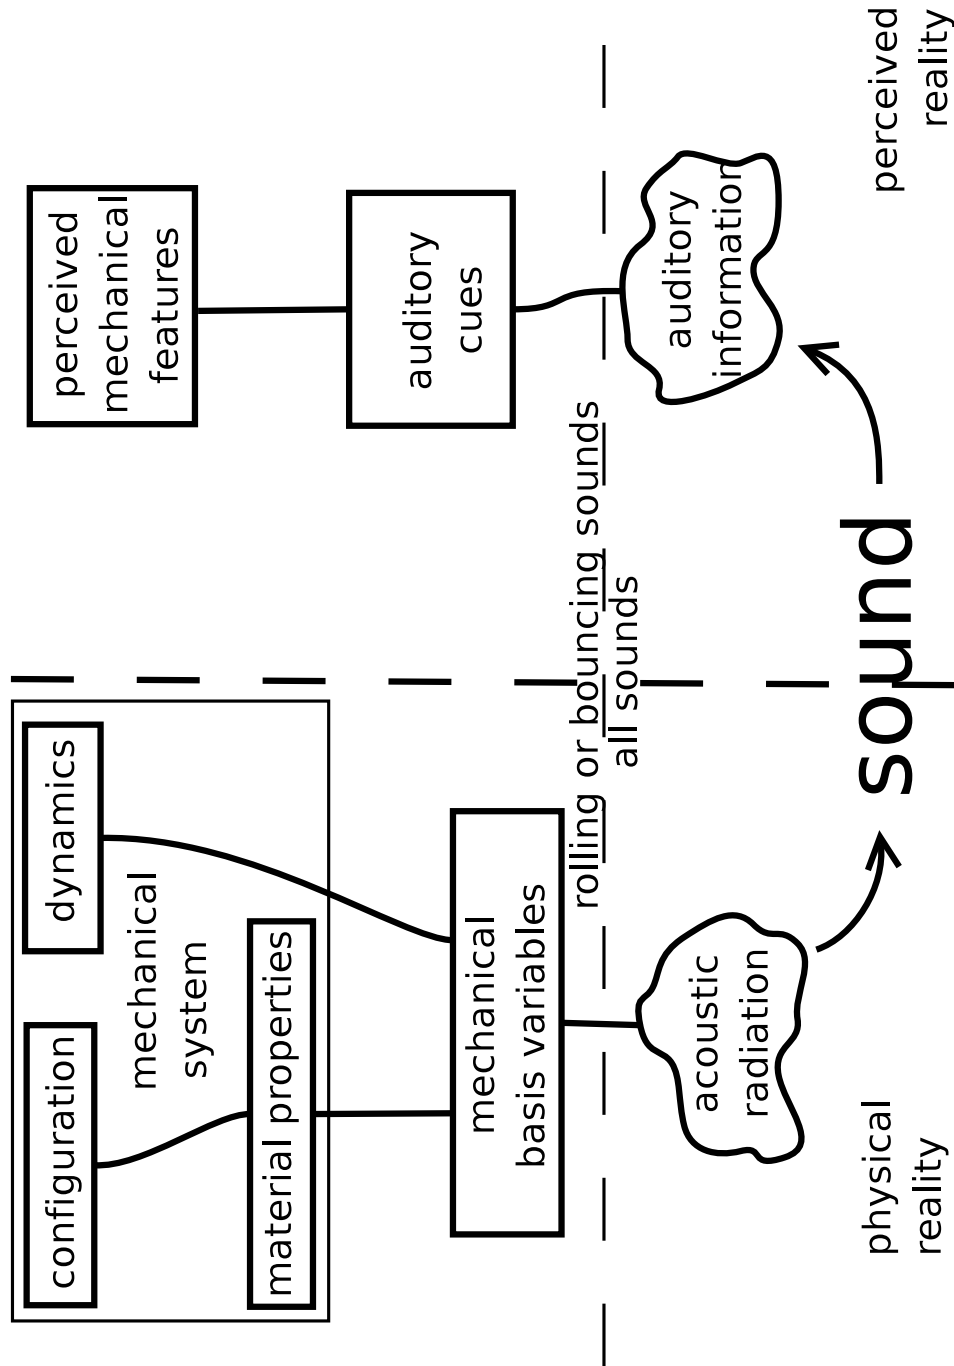 configuration
dynamics
mechanical
system
material properties
mechanical
basis variables
perceived
mechanical
features
auditory
cues
rolling or bouncing sounds
all sounds
acoustic
radiation
auditory
information
sound
physical
reality
perceived
reality